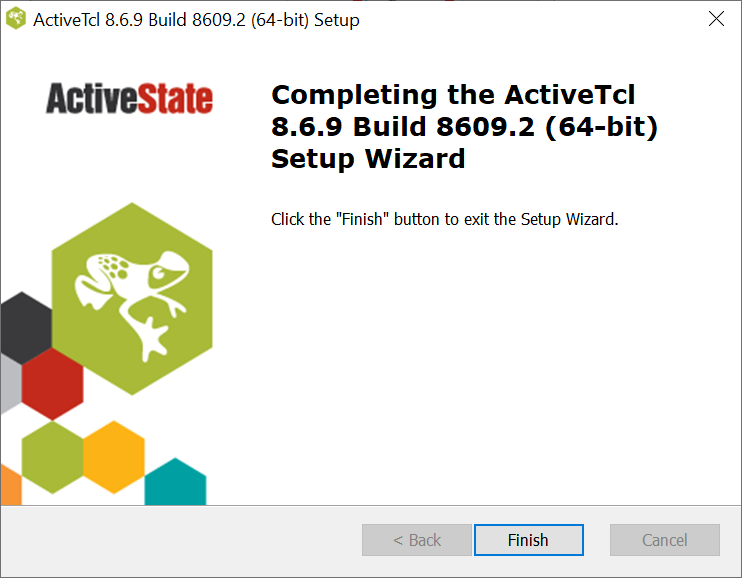 ActiveTcl 8.6.9 Build 8609.2 (64-bit) Setup
ActiveState
Completing the ActiveTcl
8.6.9 Build 8609.2 (64-bit)
Setup Wizard
Click the "Finish" button to exit the Setup Wizard.
< Back
Finish
Cancel